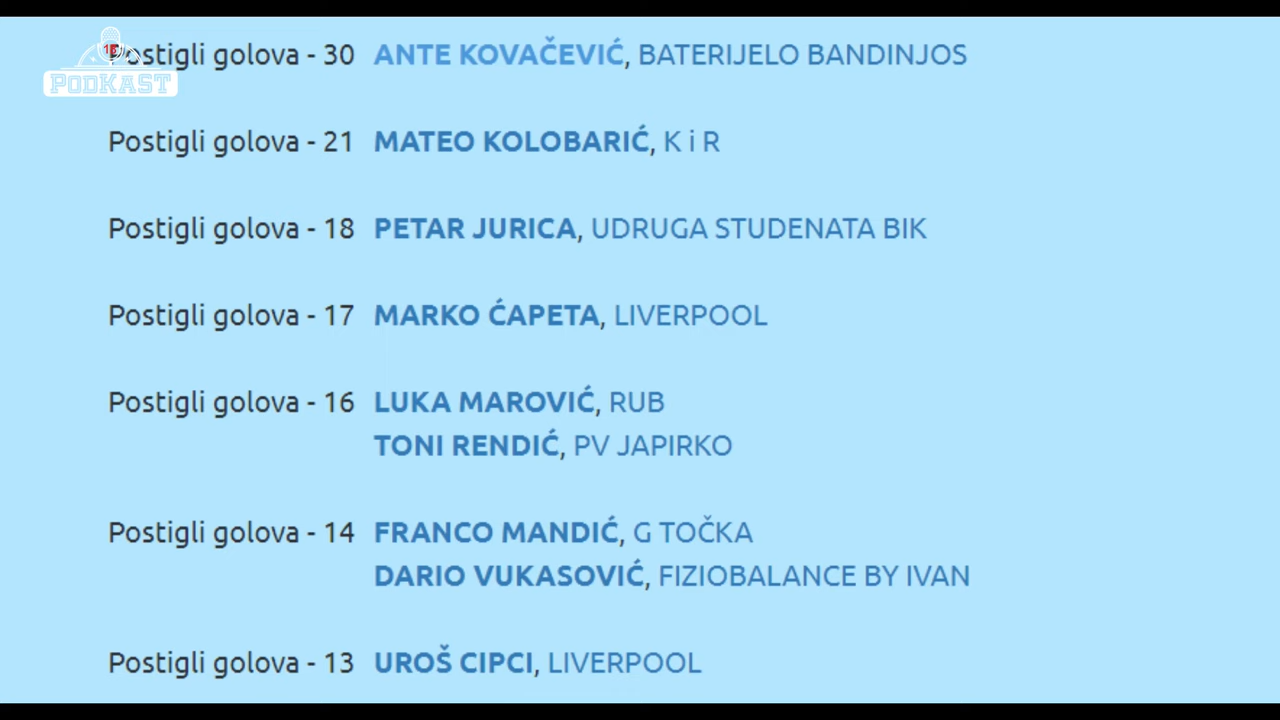 Postigli golova - 30 ANTE KOVAČEVIĆ, BATERIJELO BANDINJOS
PODKAST
Postigli golova - 21 MATEO KOLOBARIĆ, K i R
Postigli golova - 18 PETAR JURICA, UDRUGA STUDENATA BIK
Postigli golova - 17 MARKO ĆAPETA, LIVERPOOL
Postigli golova - 16 LUKA MAROVIĆ, RUB
TONI RENDIĆ, PV JAPIRKO
Postigli golova - 14 FRANCO MANDIĆ, G TOČKA
DARIO VUKASOVIĆ, FIZIOBALANCE BY IVAN
Postigli golova - 13 UROŠ CIPCI, LIVERPOOL